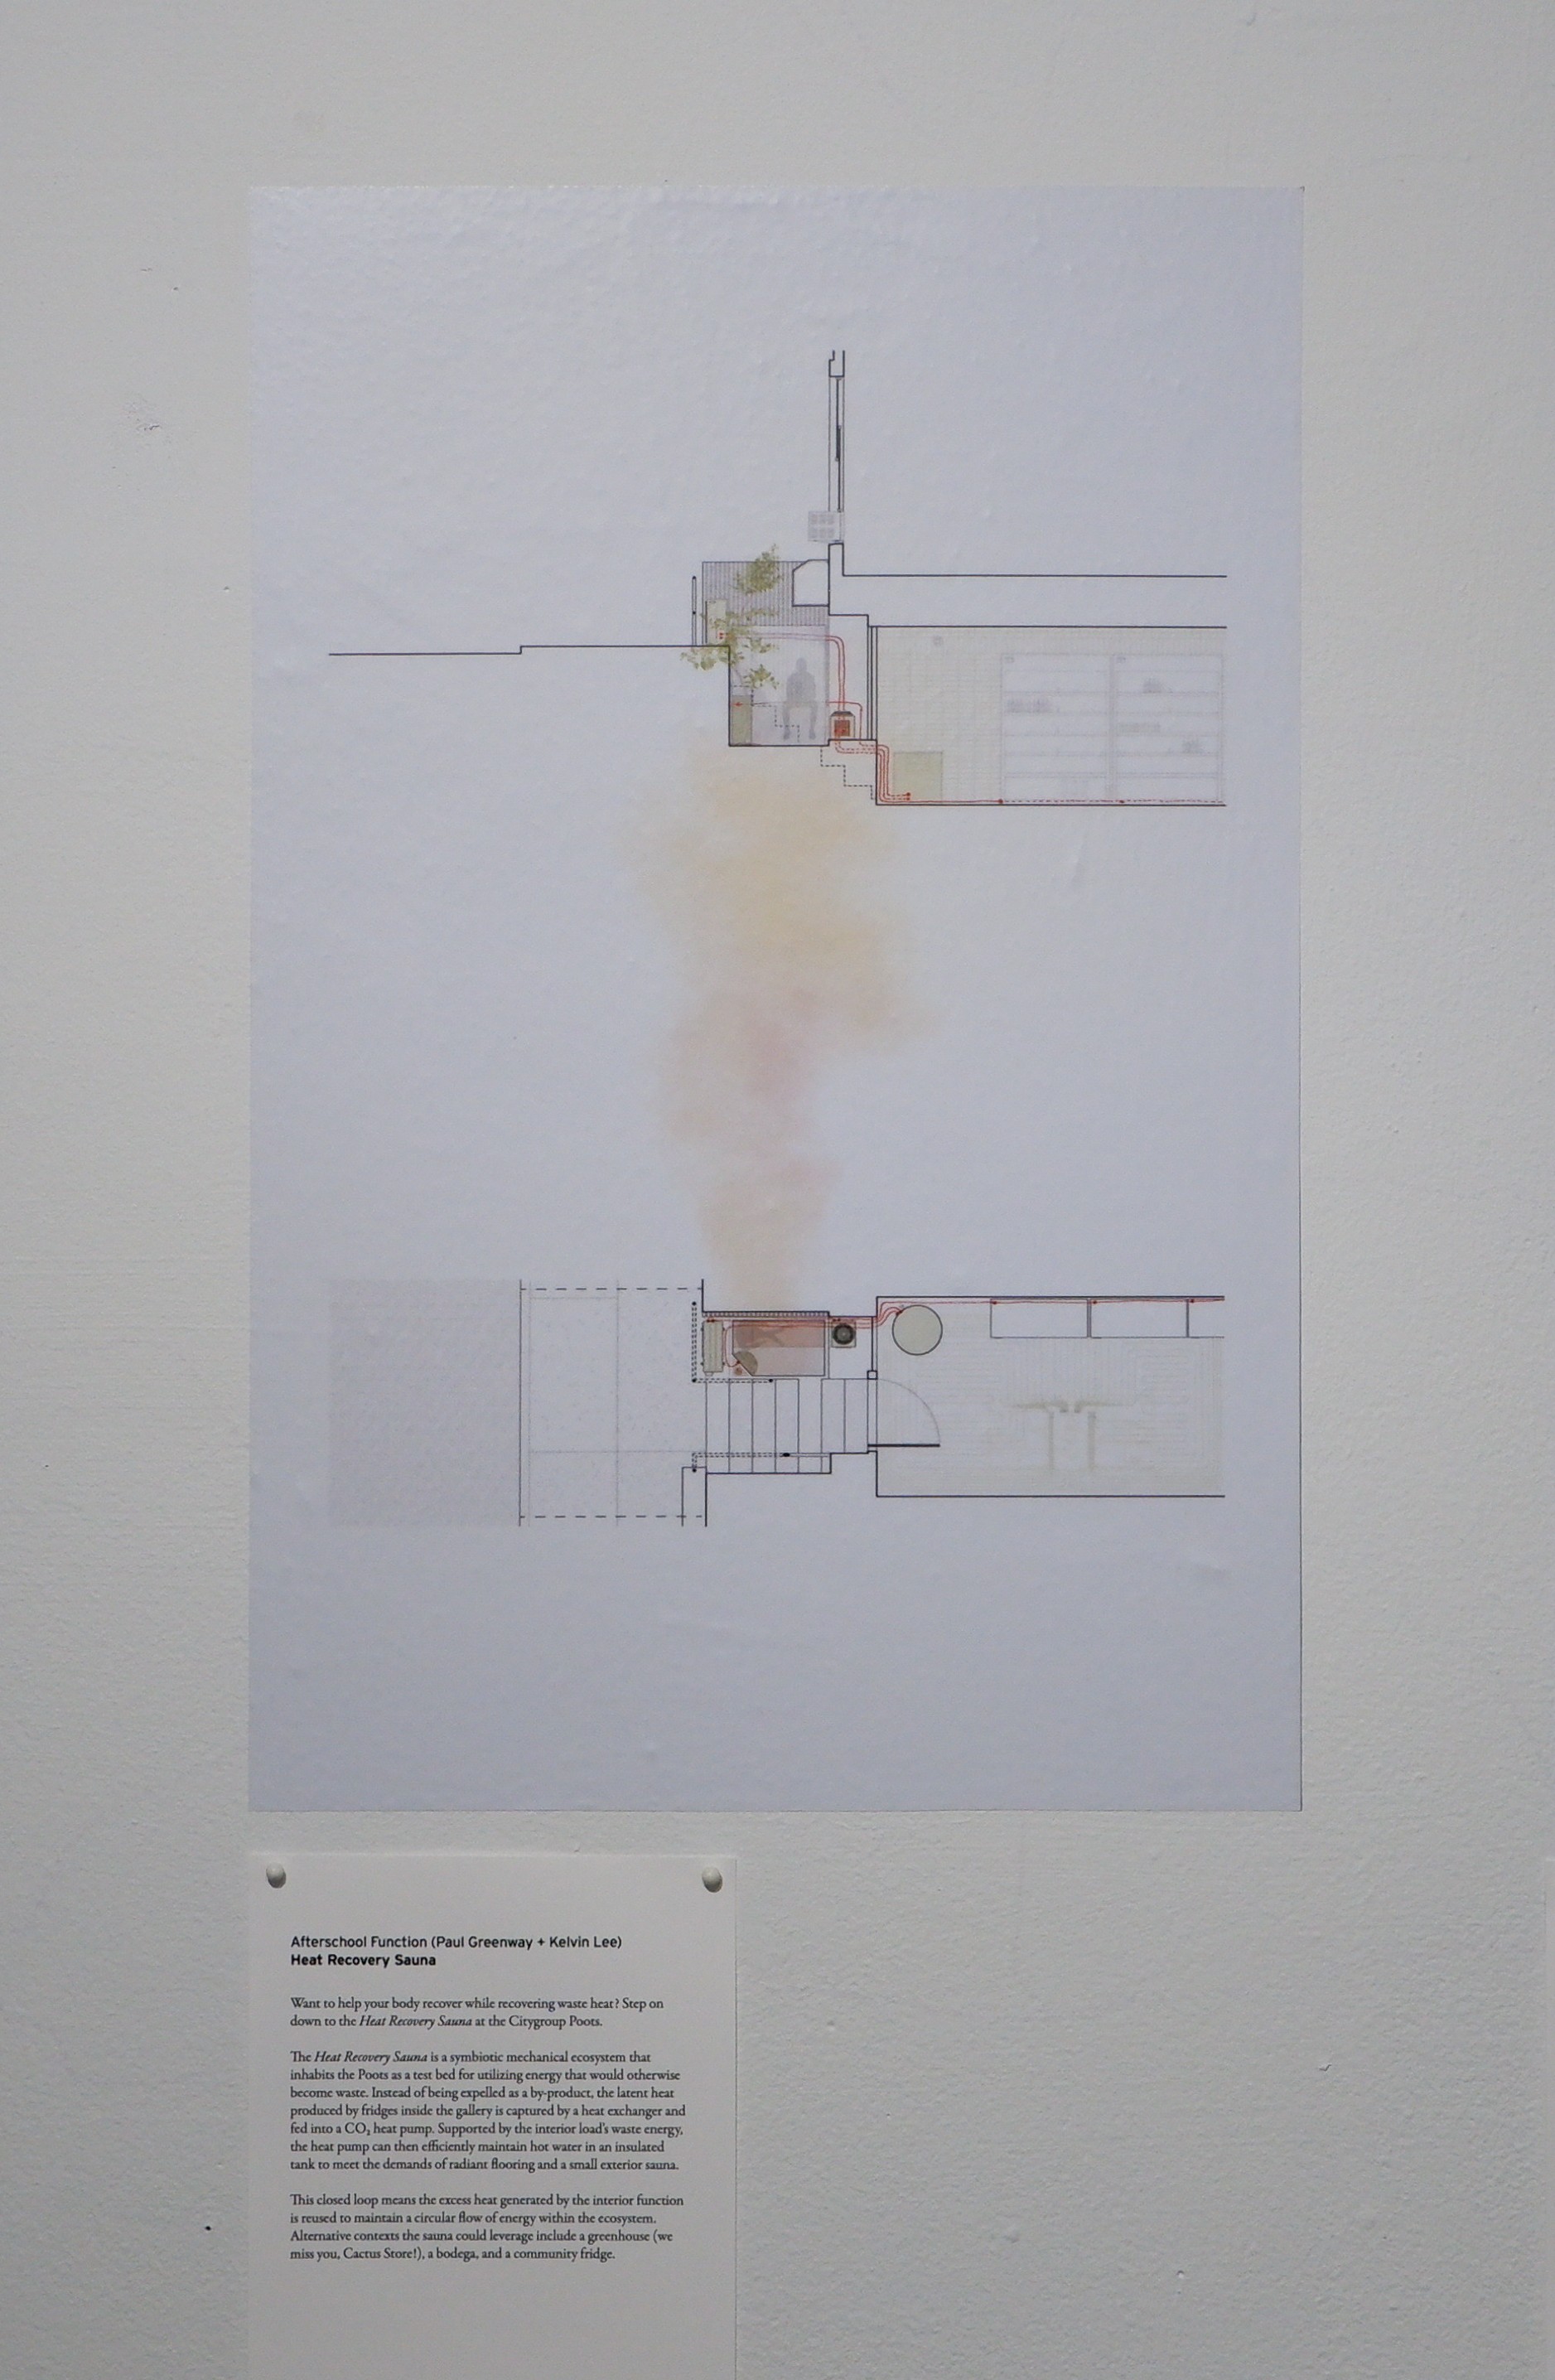 Afterschool Function (Paul Greenway + Kelvin Lee)
Heat Recovery Sauna
Want to help your body recover while recovering waste heat? Step on
down to the Heat Recovery Sauna at the Citygroup Poots.
The Heat Recovery Sauna is a symbiotic mechanical ecosystem that
inhabits the Poots as a test bed for utilizing energy that would otherwise
become waste. Instead of being expelled as a by-product, the latent heat
produced by fridges inside the gallery is captured by a heat exchanger and
fed into a CO₂ heat pump. Supported by the interior load's waste energy,
the heat pump can then efficiently maintain hot water in an insulated
tank to meet the demands of radiant flooring and a small exterior sauna.
This closed loop means the excess heat generated by the interior function
is reused to maintain a circular flow of energy within the ecosystem.
Alternative contexts the sauna could leverage include a greenhouse (we
miss you, Cactus Store!), a bodega, and a community fridge.